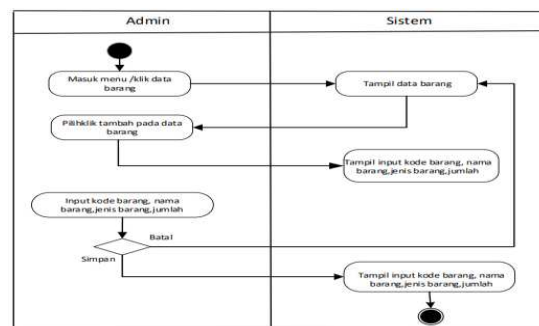 Admin
Sistem
Masuk menu /klik data
barang
Tampil data barang
Pilihklik tambah pada data
barang
Tampil input kode barang, nama
barang,jenis barang,jumlah
Input kode barang, nama
barang,jenis barang,jumlah
Batal
Simpan
Tampil input kode barang, nama
barang,jenis barang,jumlah